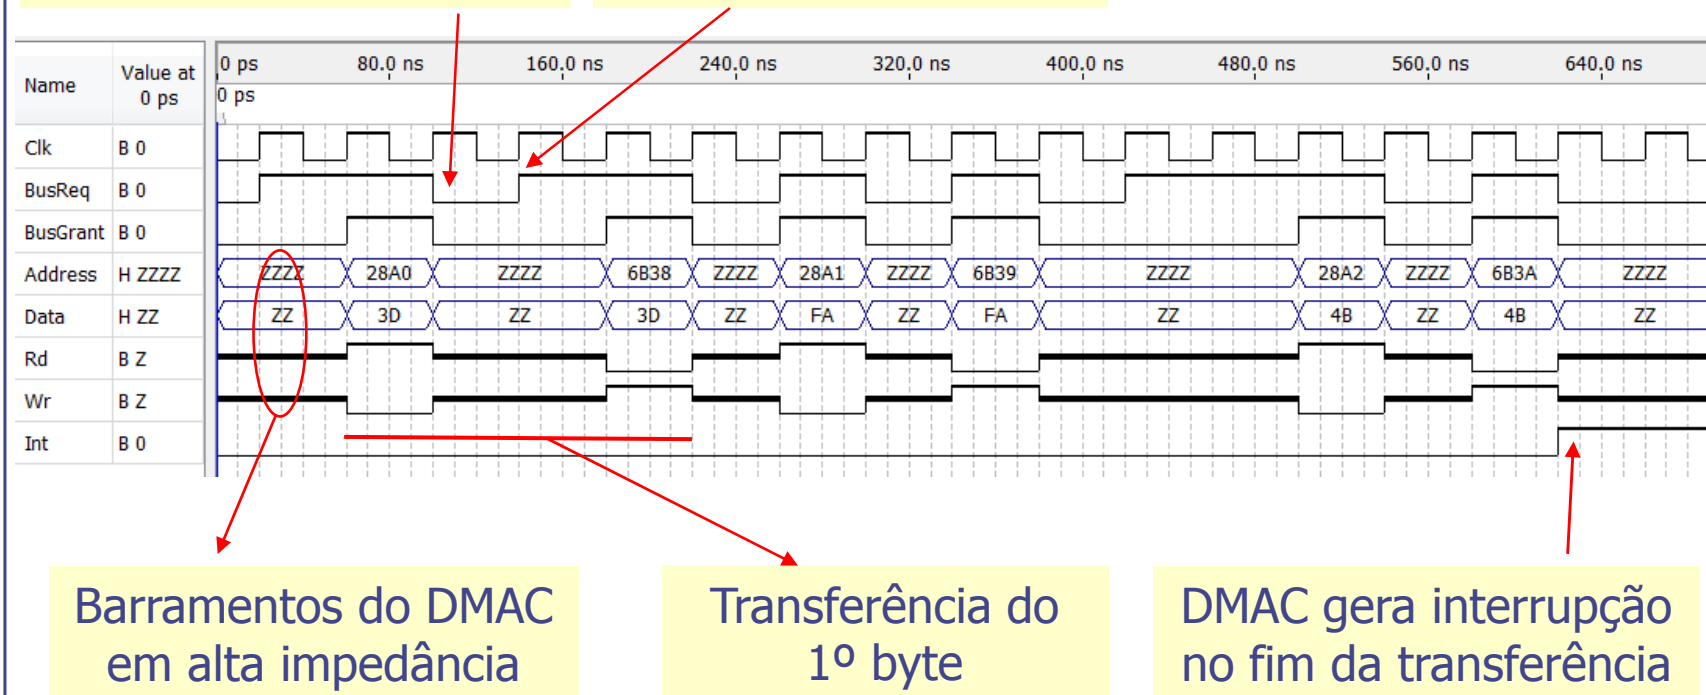 Name Value at 0 ps 0 ps 80.0 ns 160.0 ns 240.0 ns 320.0 ns 400.0 ns 480.0 ns 560.0 ns 640.0 ns
0 ps
Clk B 0
BusReq B 0
BusGrant B 0
Address H ZZZZ ZZZZ 28A0 ZZZZ 6B38 ZZZZ 28A1 ZZZZ 6B39 ZZZZ 28A2 ZZZZ 6B3A ZZZZ
Data H ZZ ZZ 3D ZZ 3D ZZ FA ZZ FA ZZ 4B ZZ 4B ZZ
Rd B Z
Wr B Z
Int B 0
Barramentos do DMAC
em alta impedância
Transferência do
1º byte
DMAC gera interrupção
no fim da transferência